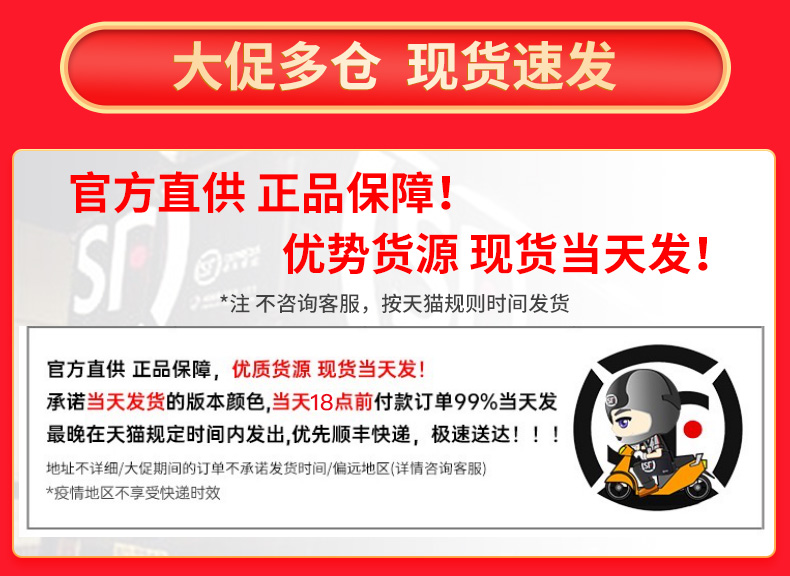 大促多仓 现货速发
官方直供 正品保障！
优势货源 现货当天发！
*注 不咨询客服，按天猫规则时间发货
官方直供 正品保障，优质货源 现货当天发！
承诺当天发货的版本颜色,当天18点前付款订单99%当天发
最晚在天猫规定时间内发出,优先顺丰快递，极速送达！！！
地址不详细/大促期间的订单不承诺发货时间/偏远地区(详情咨询客服)
*疫情地区不享受快递时效